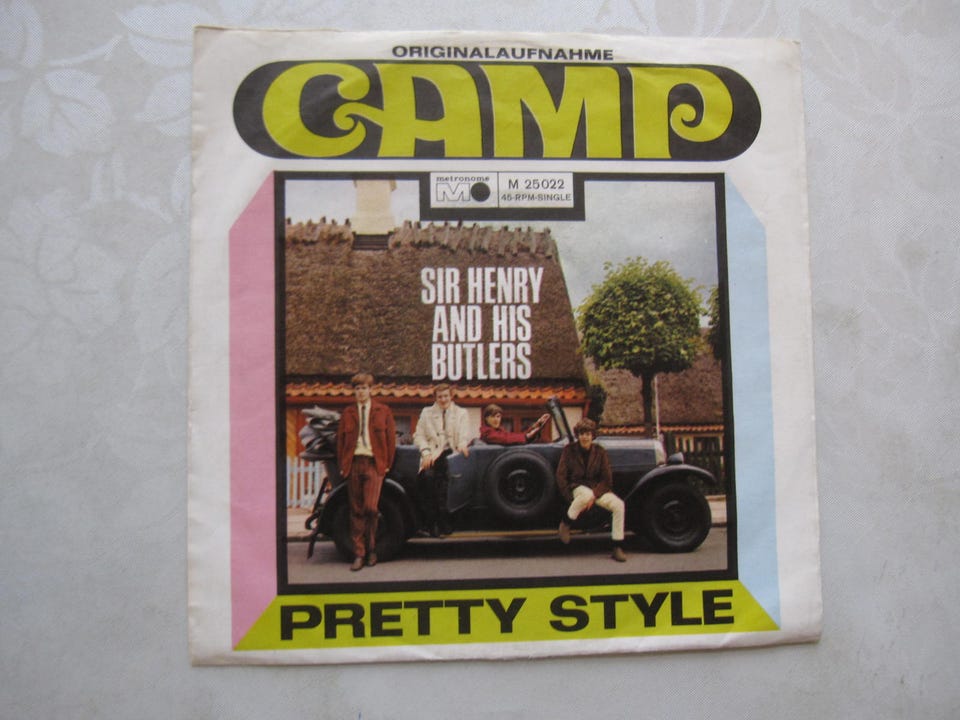 ORIGINALAUFNAHME
CAMP
metronome
M
M 25022
45-RPM-SINGLE
SIR HENRY
AND HIS
BUTLERS
PRETTY STYLE